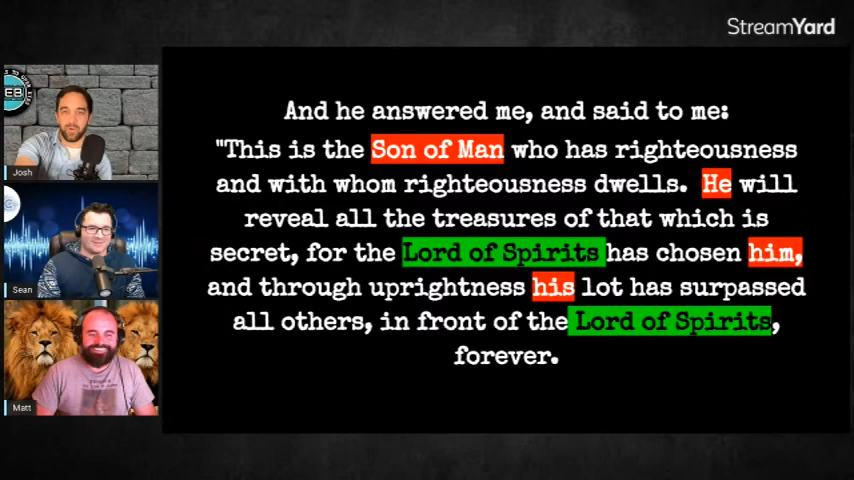 StreamYard
And he answered me, and said to me:
"This is the Son of Man who has righteousness
and with whom righteousness dwells. He will
reveal all the treasures of that which is
secret, for the Lord of Spirits has chosen him,
and through uprightness his lot has surpassed
all others, in front of the Lord of Spirits,
forever.
Josh
Sean
Matt